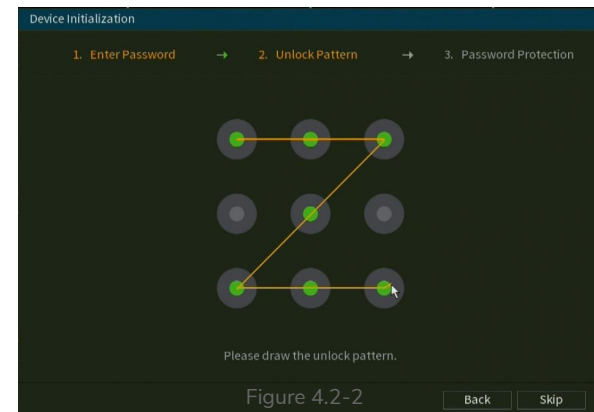 Device Initialization
1. Enter Password → 2. Unlock Pattern → 3. Password Protection
Please draw the unlock pattern.
Figure 4.2-2
Back Skip